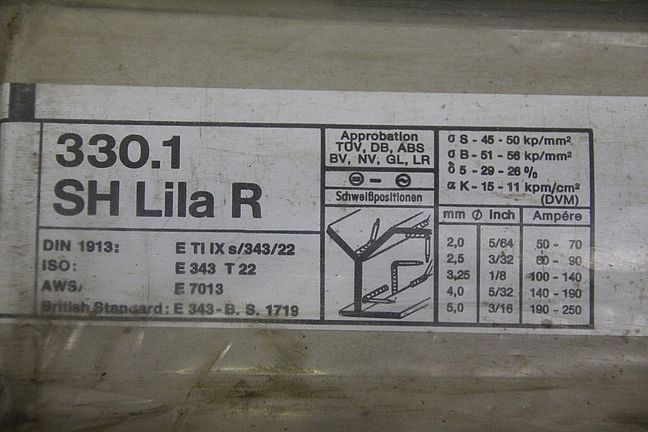 330.1
SH Lila R
DIN 1913: E Ti IX s/343/22
ISO: E 343 T 22
AWS: E 7013
British Standard: E 343-B. S. 1719
Approbation
TÜV, DB, ABS
BV, NV, GL, LR
Schweißpositionen
σ S - 45 - 50 kp/mm²
σ B - 51 - 56 kp/mm²
δ 5 - 29 - 26 %
α K - 15 - 11 kpm/cm²
(DVM)
mm Ø inch Ampére
2,0 5/64 50 - 70
2,5 3/32 60 - 90
3,25 1/8 100 - 140
4,0 5/32 140 - 190
5,0 3/16 190 - 250